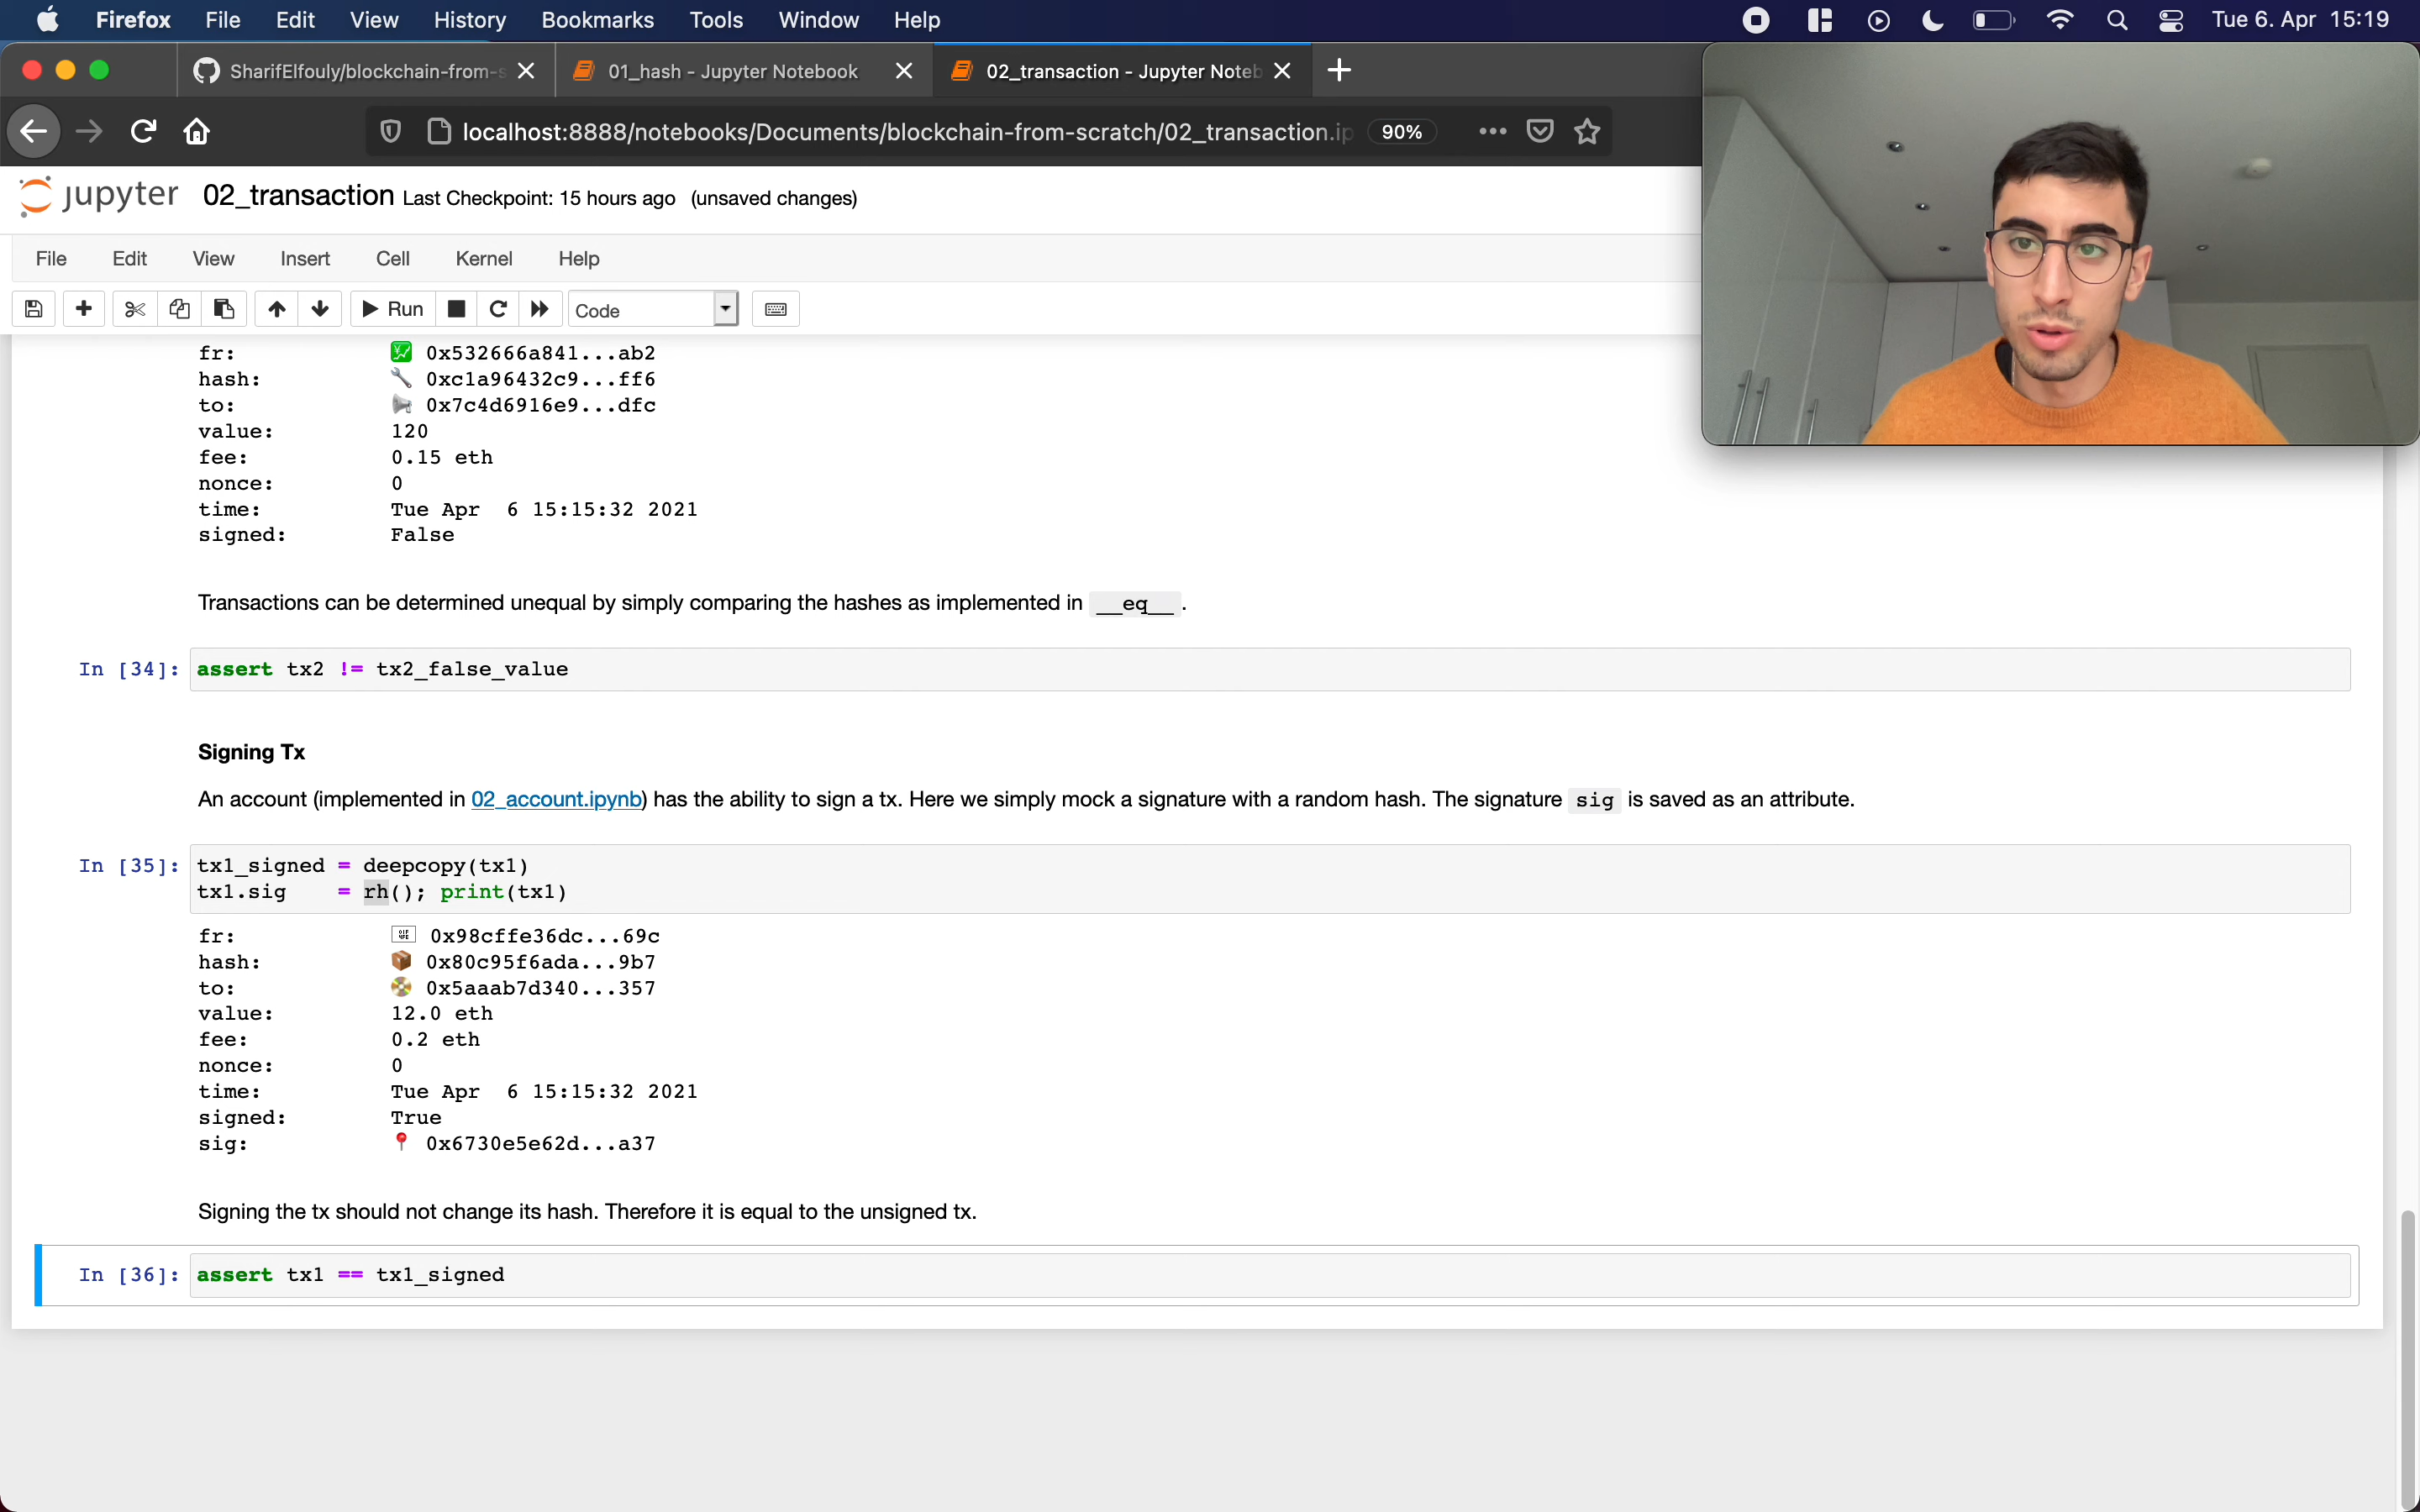 Firefox File Edit View History Bookmarks Tools Window Help Tue 6. Apr 15:19
SharifElfouly/blockchain-from-s 01_hash - Jupyter Notebook 02_transaction - Jupyter Noteb
localhost:8888/notebooks/Documents/blockchain-from-scratch/02_transaction.ip 90%
jupyter 02_transaction Last Checkpoint: 15 hours ago (unsaved changes)
File Edit View Insert Cell Kernel Help
Run Code
fr: 0x532666a841...ab2
hash: 0xc1a96432c9...ff6
to: 0x7c4d6916e9...dfc
value: 120
fee: 0.15 eth
nonce: 0
time: Tue Apr 6 15:15:32 2021
signed: False
Transactions can be determined unequal by simply comparing the hashes as implemented in __eq__ .
In [34]: assert tx2 != tx2_false_value
Signing Tx
An account (implemented in 02_account.ipynb) has the ability to sign a tx. Here we simply mock a signature with a random hash. The signature sig is saved as an attribute.
In [35]: tx1_signed = deepcopy(tx1)
tx1.sig = rh(); print(tx1)
fr: 0x98cffe36dc...69c
hash: 0x80c95f6ada...9b7
to: 0x5aaab7d340...357
value: 12.0 eth
fee: 0.2 eth
nonce: 0
time: Tue Apr 6 15:15:32 2021
signed: True
sig: 0x6730e5e62d...a37
Signing the tx should not change its hash. Therefore it is equal to the unsigned tx.
In [36]: assert tx1 == tx1_signed